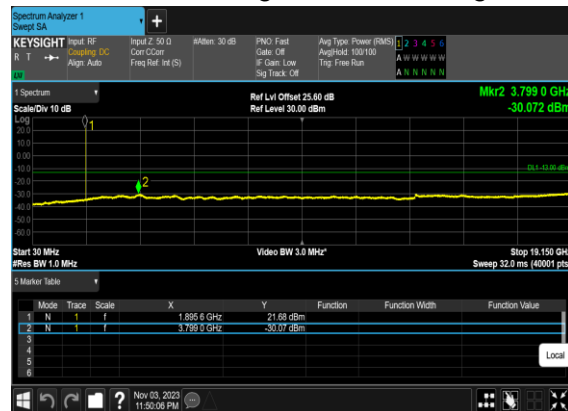 Spectrum Analyzer 1
Swept SA
+
KEYSIGHT Input: RF Input Z: 50 Ω #Atten: 30 dB PNO: Fast Avg Type: Power (RMS) 1 2 3 4 5 6
R T Coupling: DC Corr CCorr Gate: Off Avg|Hold: 100/100 A W W W W W
Align: Auto Freq Ref: Int (S) IF Gain: Low Trig: Free Run
LW Sig Track: Off A N N N N N
1 Spectrum Ref Lvl Offset 25.60 dB Mkr2 3.799 0 GHz
Scale/Div 10 dB Ref Level 30.00 dBm -30.072 dBm
Log
1
20.0
10.0
0.00
-10.0
DL1 -13.00 dBm
-20.0
2
-30.0
-40.0
-50.0
-60.0
Start 30 MHz Video BW 3.0 MHz* Stop 19.150 GHz
#Res BW 1.0 MHz Sweep 32.0 ms (40001 pts)
5 Marker Table
Mode Trace Scale X Y Function Function Width Function Value
1 N 1 f 1.895 6 GHz 21.68 dBm
2 N 1 f 3.799 0 GHz -30.07 dBm
3
4
5
6
Local
? Nov 03, 2023
11:50:06 PM